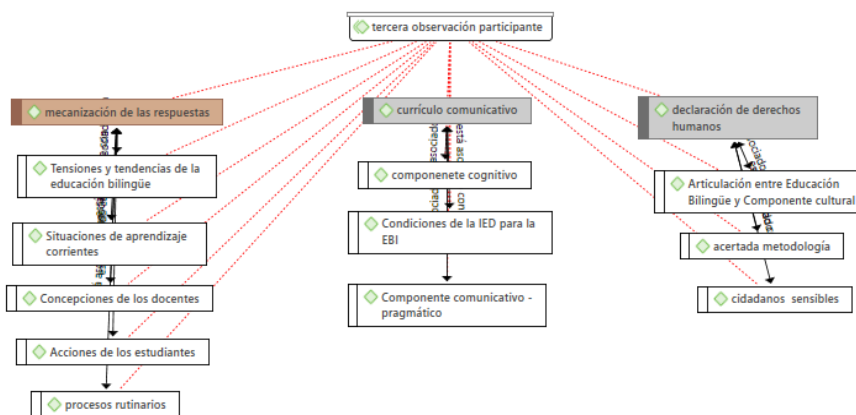 tercera observación participante
mecanización de las respuestas
currículo comunicativo
declaración de derechos
humanos
Tensiones y tendencias de la
educación bilingüe
componenete cognitivo
Articulación entre Educación
Bilingüe y Componente cultural
Situaciones de aprendizaje
corrientes
Condiciones de la IED para la
EBI
acertada metodología
Concepciones de los docentes
Componente comunicativo -
pragmático
cidadanos sensibles
Acciones de los estudiantes
procesos rutinarios